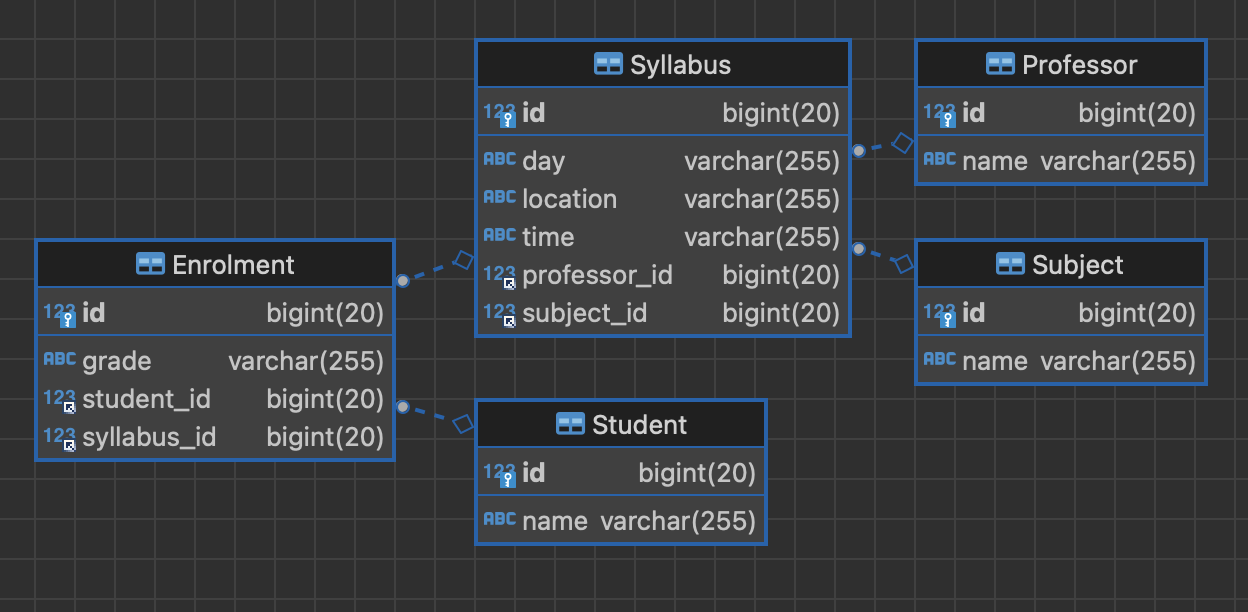 Syllabus
123 id bigint(20)
ABC day varchar(255)
ABC location varchar(255)
ABC time varchar(255)
123 professor_id bigint(20)
123 subject_id bigint(20)
Professor
123 id bigint(20)
ABC name varchar(255)
Enrolment
123 id bigint(20)
ABC grade varchar(255)
123 student_id bigint(20)
123 syllabus_id bigint(20)
Subject
123 id bigint(20)
ABC name varchar(255)
Student
123 id bigint(20)
ABC name varchar(255)